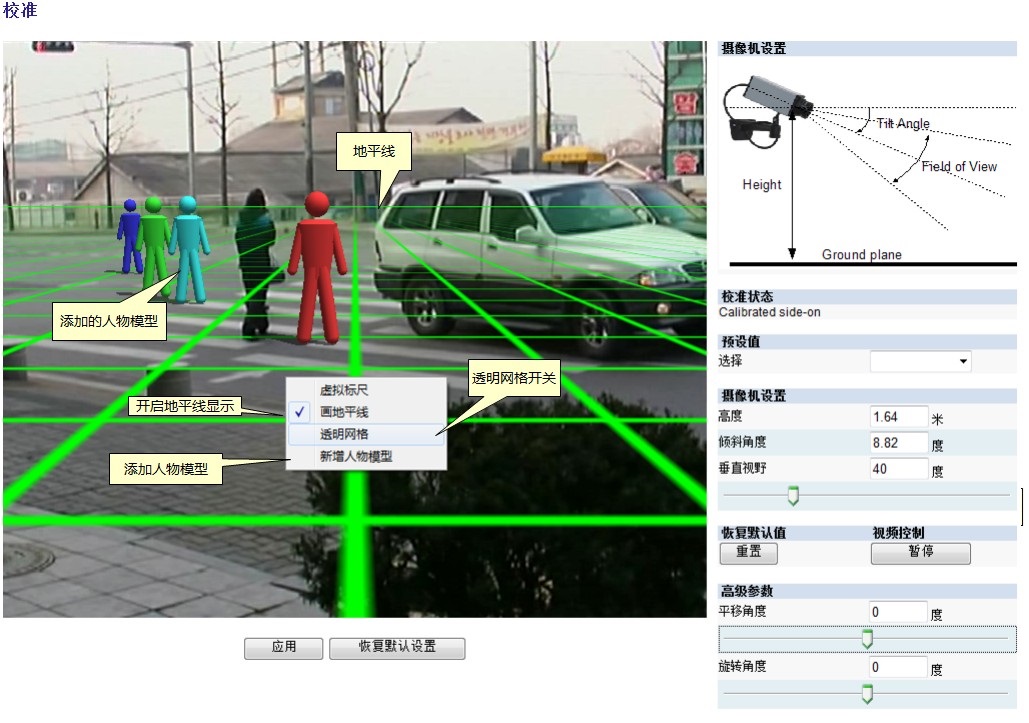 校准
地平线
添加的人物模型
透明网格开关
开启地平线显示
添加人物模型
虚拟标尺
画地平线
透明网格
新增人物模型
应用
恢复默认设置
摄像机设置
Tilt Angle
Field of View
Height
Ground plane
校准状态
Calibrated side-on
预设值
选择
摄像机设置
高度 1.64 米
倾斜角度 8.82 度
垂直视野 40 度
恢复默认值 视频控制
重置 暂停
高级参数
平移角度 0 度
旋转角度 0 度